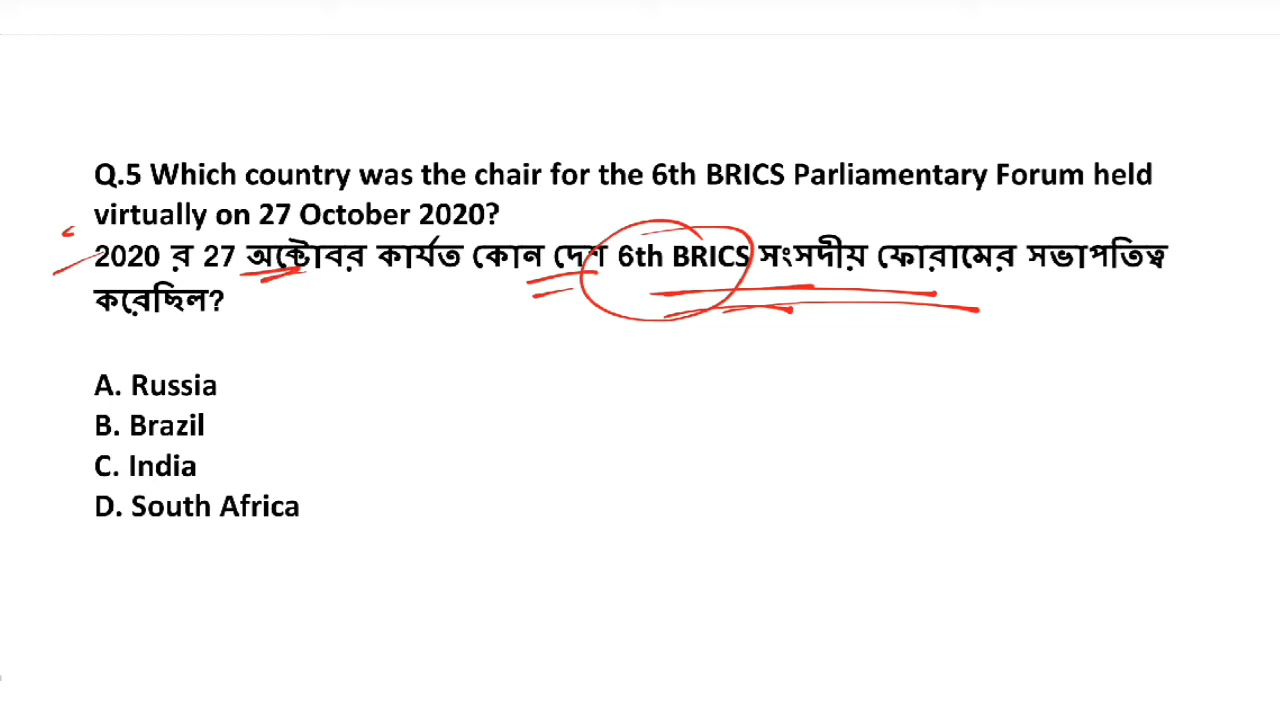 Q.5 Which country was the chair for the 6th BRICS Parliamentary Forum held
virtually on 27 October 2020?
2020 র 27 অক্টোবর কার্যত কোন দেশ 6th BRICS সংসদীয় ফোরামের সভাপতিত্ব
করেছিল?
A. Russia
B. Brazil
C. India
D. South Africa